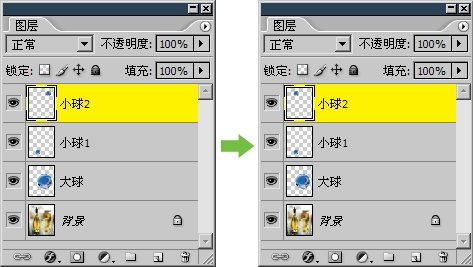 图层
正常 不透明度: 100%
锁定: 填充: 100%
小球2
小球1
大球
背景
图层
正常 不透明度: 100%
锁定: 填充: 100%
小球2
小球1
大球
背景